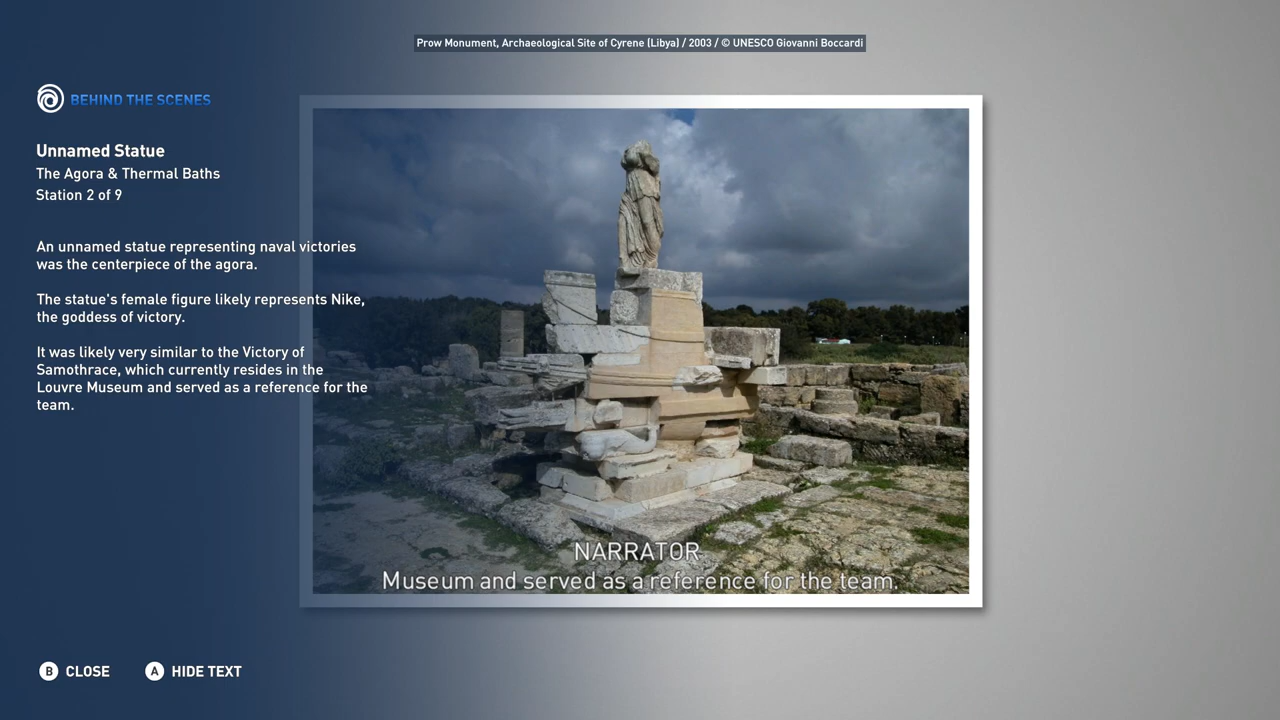 Prow Monument, Archaeological Site of Cyrene (Libya) / 2003 / © UNESCO Giovanni Boccardi
BEHIND THE SCENES
Unnamed Statue
The Agora & Thermal Baths
Station 2 of 9
An unnamed statue representing naval victories
was the centerpiece of the agora.
The statue's female figure likely represents Nike,
the goddess of victory.
It was likely very similar to the Victory of
Samothrace, which currently resides in the
Louvre Museum and served as a reference for the
team.
NARRATOR
Museum and served as a reference for the team.
B CLOSE A HIDE TEXT